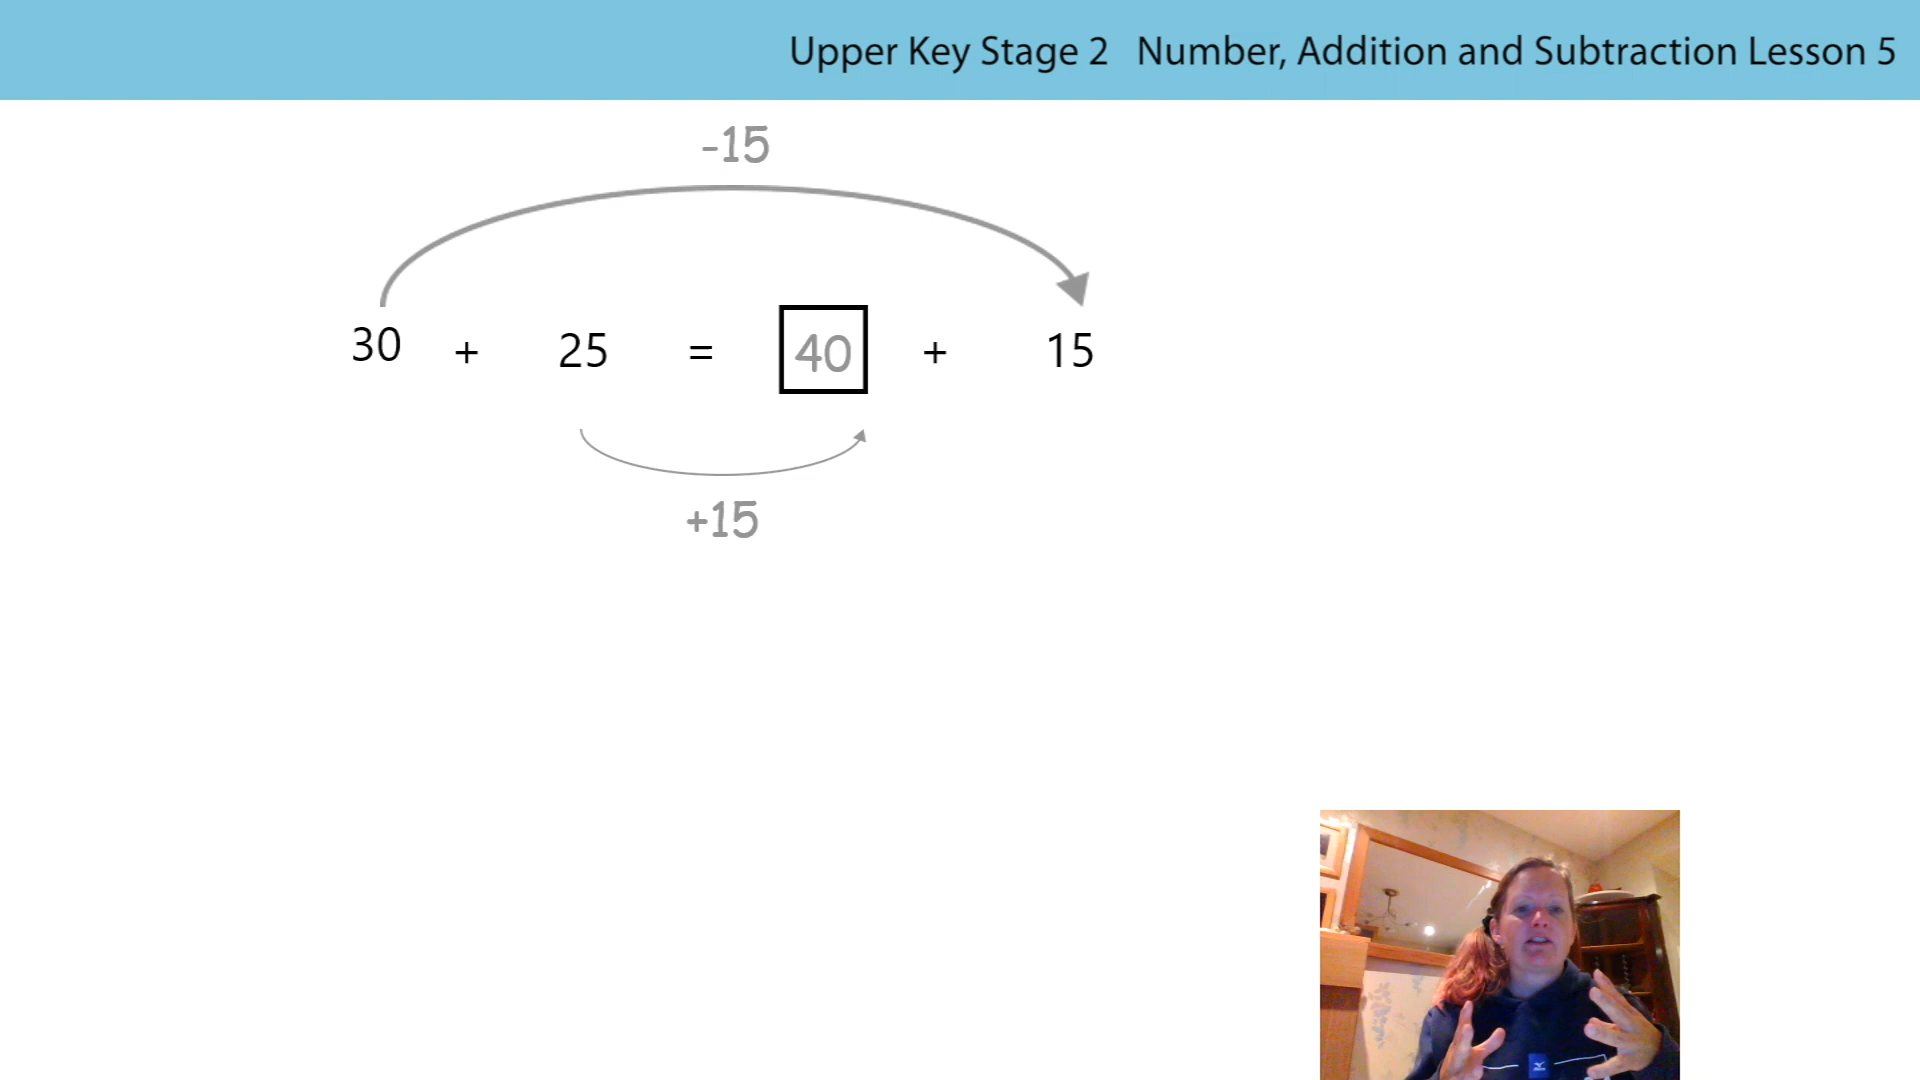 Upper Key Stage 2 Number, Addition and Subtraction Lesson 5
-15
30 + 25 = 40 + 15
+15